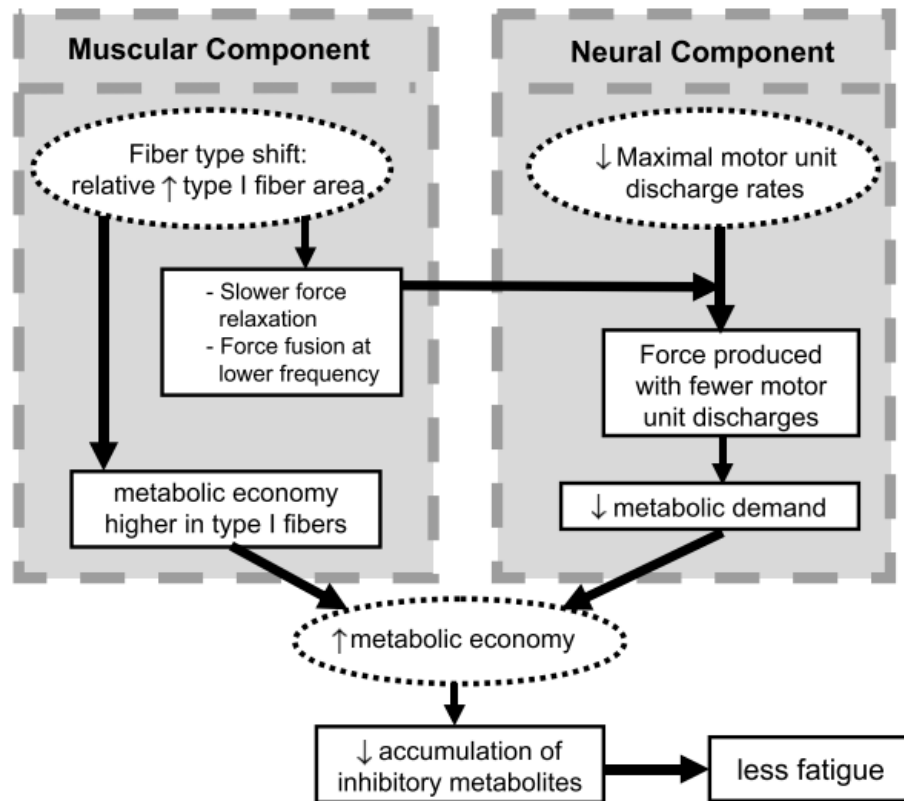 Muscular Component
Neural Component
Fiber type shift:
relative ↑ type I fiber area
↓ Maximal motor unit
discharge rates
- Slower force
relaxation
- Force fusion at
lower frequency
Force produced
with fewer motor
unit discharges
metabolic economy
higher in type I fibers
↓ metabolic demand
↑ metabolic economy
↓ accumulation of
inhibitory metabolites
less fatigue